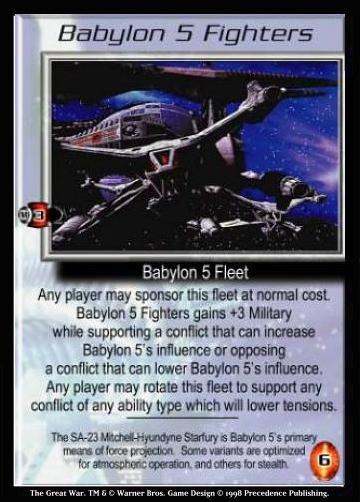 Babylon 5 Fighters
M 3
Babylon 5 Fleet
Any player may sponsor this fleet at normal cost.
Babylon 5 Fighters gains +3 Military
while supporting a conflict that can increase
Babylon 5's influence or opposing
a conflict that can lower Babylon 5's influence.
Any player may rotate this fleet to support any
conflict of any ability type which will lower tensions.
The SA-23 Mitchell-Hyundyne Starfury is Babylon 5's primary
means of force projection. Some variants are optimized
for atmospheric operation, and others for stealth.
6
The Great War. TM & © Warner Bros. Game Design © 1998 Precedence Publishing.